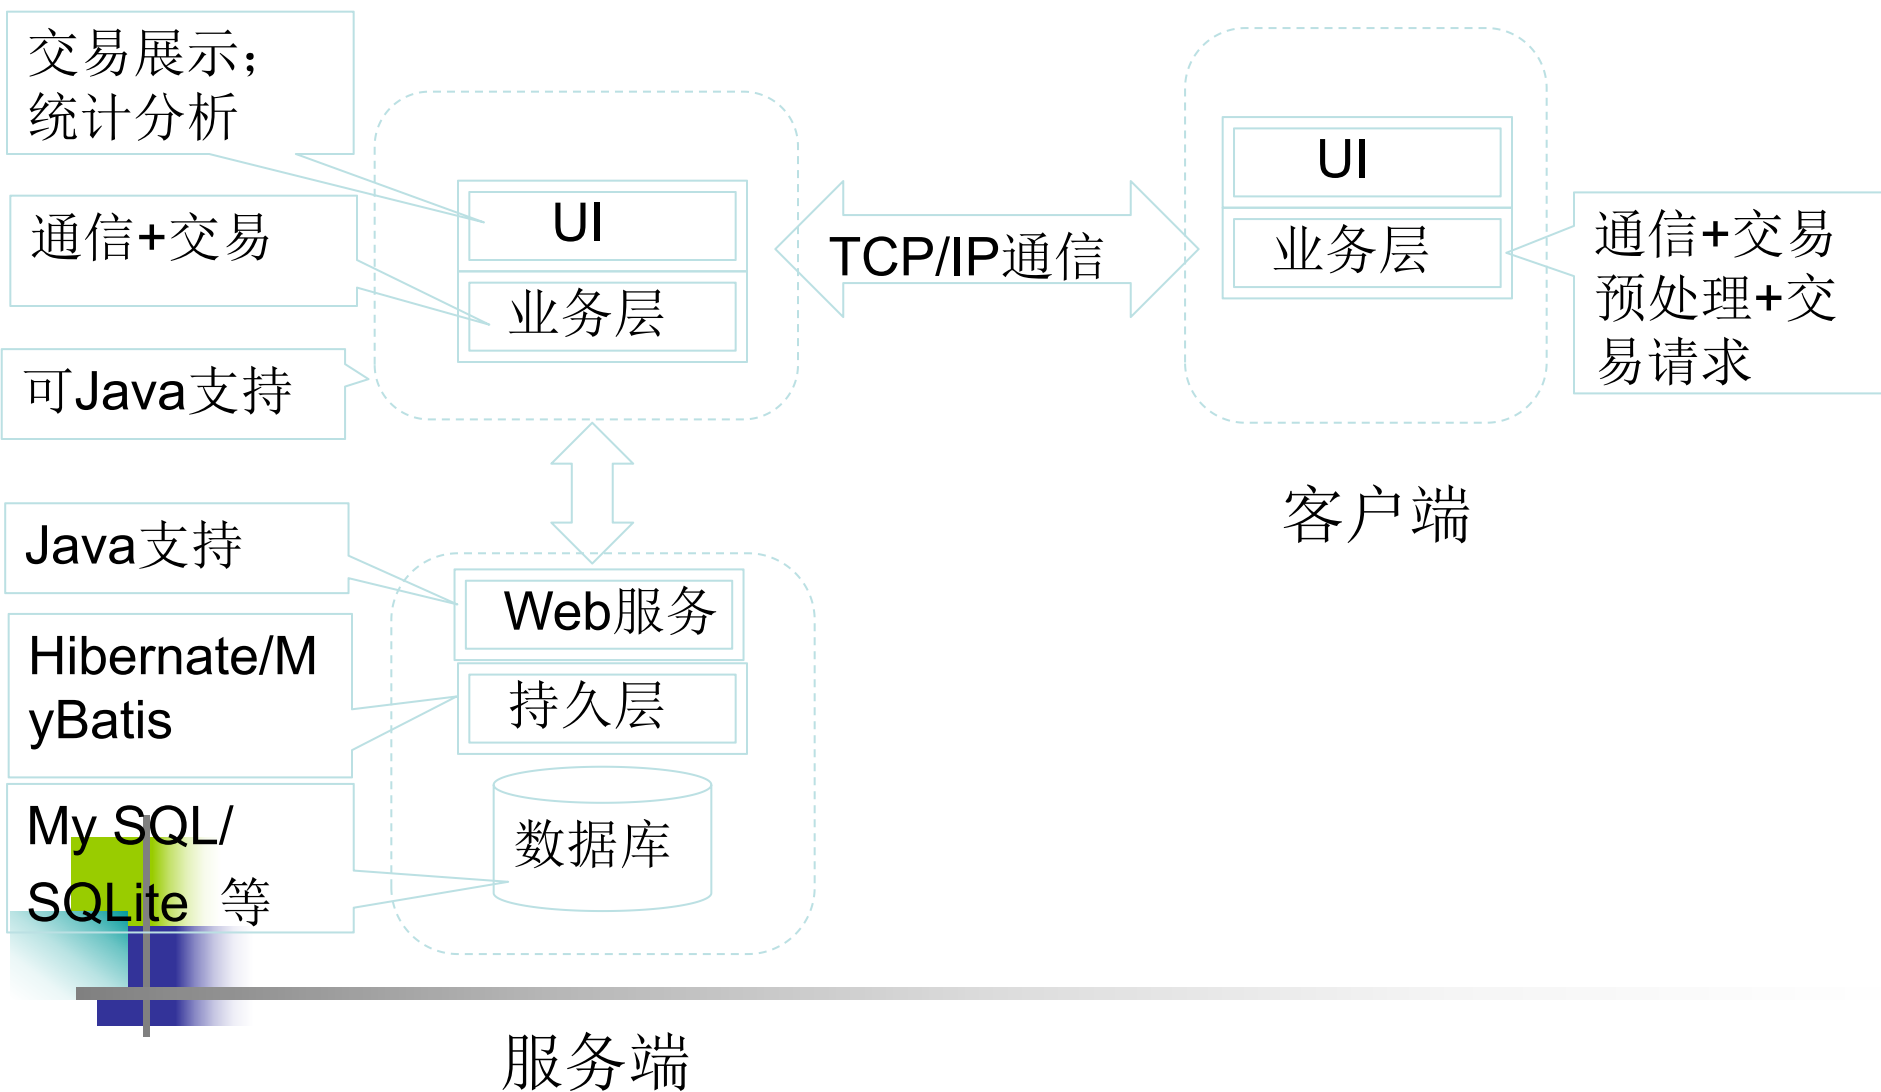 交易展示；
统计分析
通信+交易
可Java支持
UI
业务层
TCP/IP通信
UI
业务层
通信+交易
预处理+交
易请求
客户端
Java支持
Hibernate/M
yBatis
My SQL/
SQLite 等
Web服务
持久层
数据库
服务端